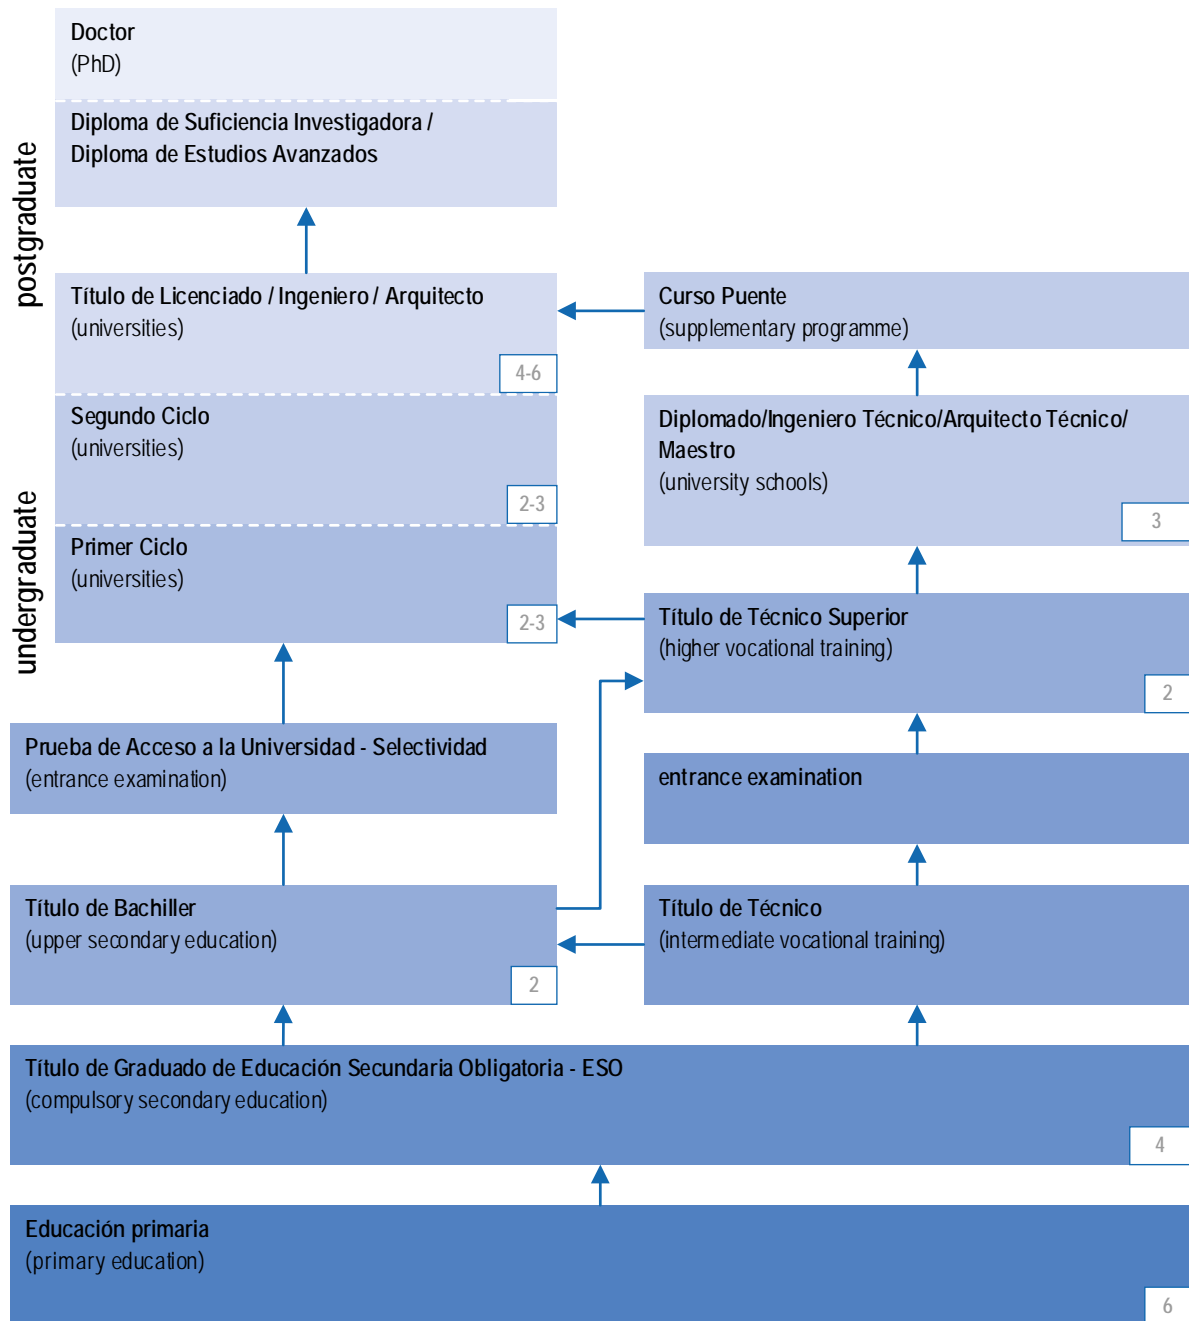 Doctor
(PhD)
Diploma de Suficiencia Investigadora /
Diploma de Estudios Avanzados
postgraduate
Título de Licenciado / Ingeniero / Arquitecto
(universities)
4-6
Curso Puente
(supplementary programme)
Segundo Ciclo
(universities)
2-3
Diplomado/Ingeniero Técnico/Arquitecto Técnico/
Maestro
(university schools)
3
undergraduate
Primer Ciclo
(universities)
2-3
Título de Técnico Superior
(higher vocational training)
2
Prueba de Acceso a la Universidad - Selectividad
(entrance examination)
entrance examination
Título de Bachiller
(upper secondary education)
2
Título de Técnico
(intermediate vocational training)
Título de Graduado de Educación Secundaria Obligatoria - ESO
(compulsory secondary education)
4
Educación primaria
(primary education)
6